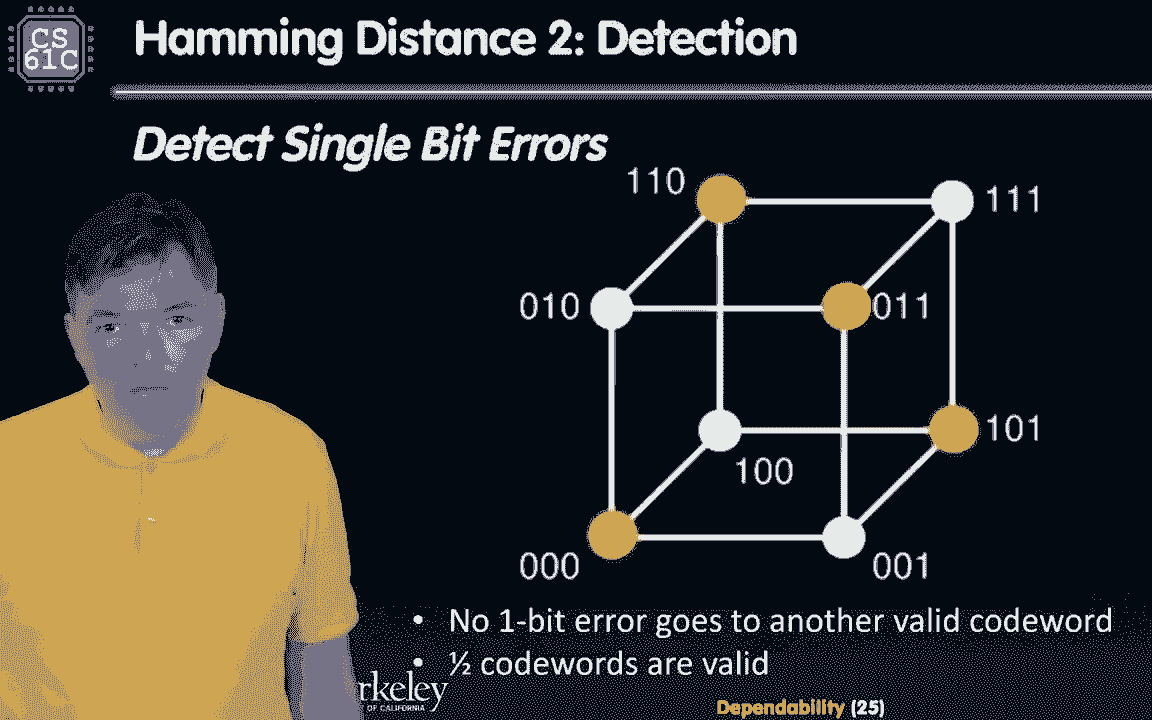 CS
61C
Hamming Distance 2: Detection
Detect Single Bit Errors
110
111
010
011
101
100
000
001
• No 1-bit error goes to another valid codeword
• ½ codewords are valid
rkeley
OF CALIFORNIA
Dependability (25)